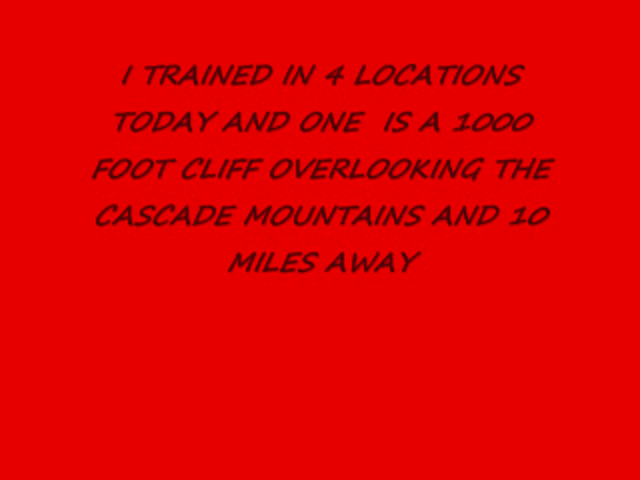 I TRAINED IN 4 LOCATIONS
TODAY AND ONE  IS A 1000
FOOT CLIFF OVERLOOKING THE
CASCADE MOUNTAINS AND 10
MILES AWAY